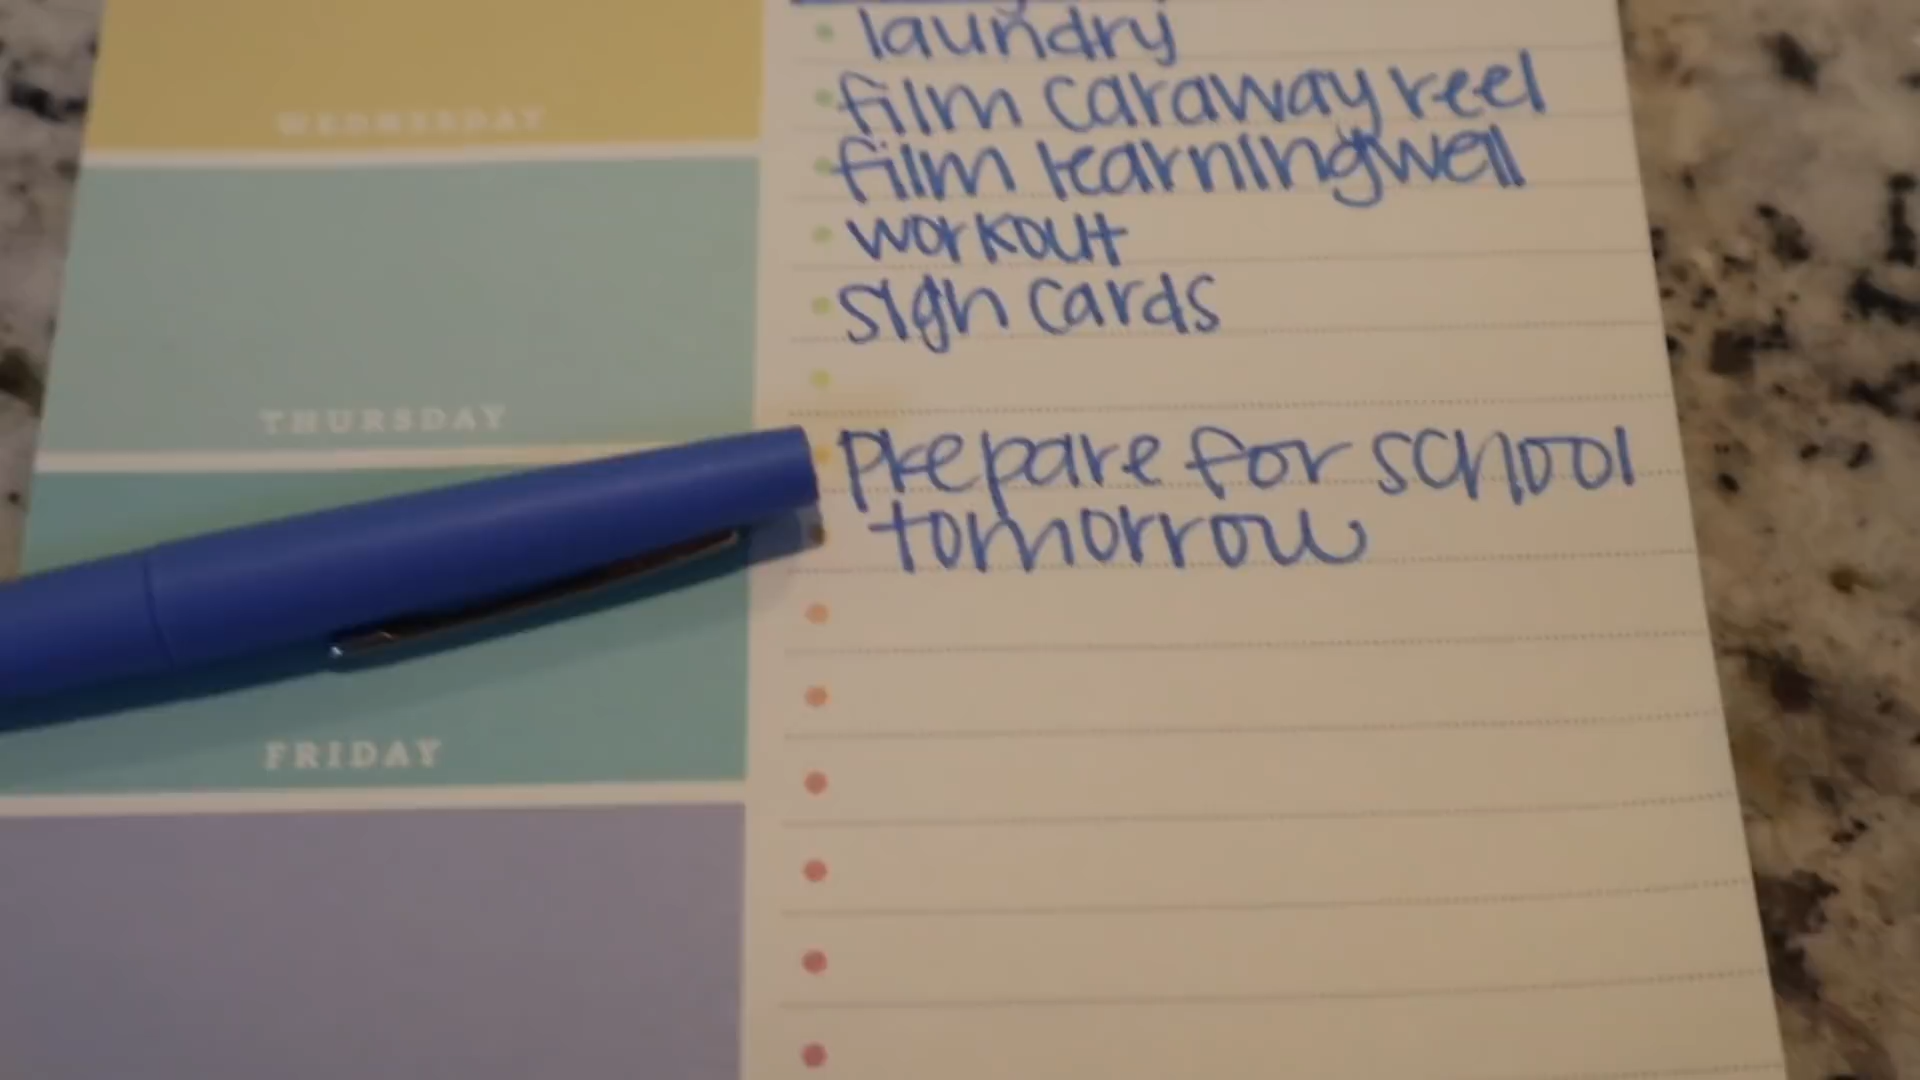 laundry
film caraway reel
film learningwell
workout
sign cards
prepare for school
tomorrow
WEDNESDAY
THURSDAY
FRIDAY